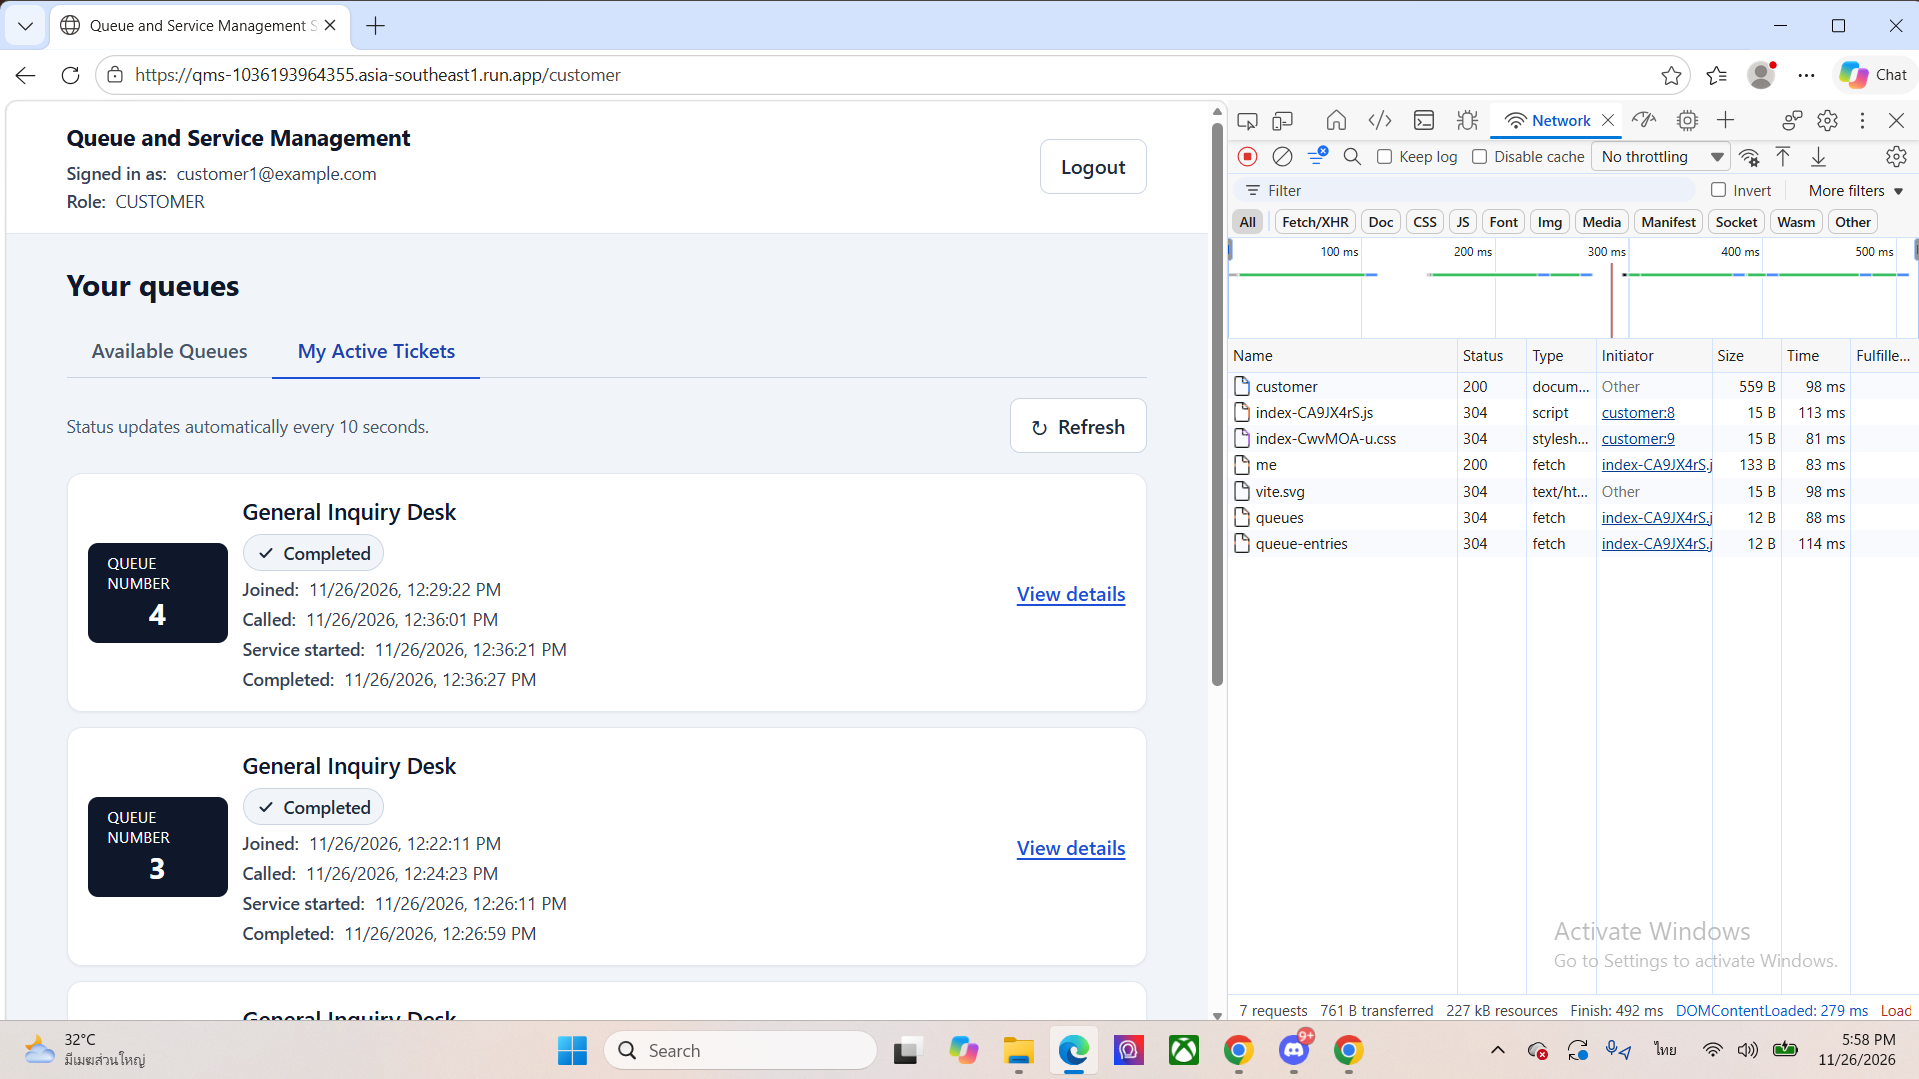 Queue and Service Management S
https://qms-1036193964355.asia-southeast1.run.app/customer
Chat
Queue and Service Management
Signed in as: customer1@example.com
Role: CUSTOMER
Logout
Your queues
Available Queues
My Active Tickets
Status updates automatically every 10 seconds.
↻ Refresh
QUEUE
NUMBER
4
General Inquiry Desk
✓ Completed
Joined: 11/26/2026, 12:29:22 PM
Called: 11/26/2026, 12:36:01 PM
Service started: 11/26/2026, 12:36:21 PM
Completed: 11/26/2026, 12:36:27 PM
View details
QUEUE
NUMBER
3
General Inquiry Desk
✓ Completed
Joined: 11/26/2026, 12:22:11 PM
Called: 11/26/2026, 12:24:23 PM
Service started: 11/26/2026, 12:26:11 PM
Completed: 11/26/2026, 12:26:59 PM
View details
General Inquiry Desk
Network
Keep log
Disable cache
No throttling
Filter
Invert
More filters
All Fetch/XHR Doc CSS JS Font Img Media Manifest Socket Wasm Other
100 ms 200 ms 300 ms 400 ms 500 ms
Name Status Type Initiator Size Time Fulfille...
customer 200 docum... Other 559 B 98 ms
index-CA9JX4rS.js 304 script customer:8 15 B 113 ms
index-CwvMOA-u.css 304 stylesh... customer:9 15 B 81 ms
me 200 fetch index-CA9JX4rS.j 133 B 83 ms
vite.svg 304 text/ht... Other 15 B 98 ms
queues 304 fetch index-CA9JX4rS.j 12 B 88 ms
queue-entries 304 fetch index-CA9JX4rS.j 12 B 114 ms
Activate Windows
Go to Settings to activate Windows.
7 requests 761 B transferred 227 kB resources Finish: 492 ms DOMContentLoaded: 279 ms Load
32°C
มีเมฆส่วนใหญ่
Search
9+
ไทย
5:58 PM
11/26/2026